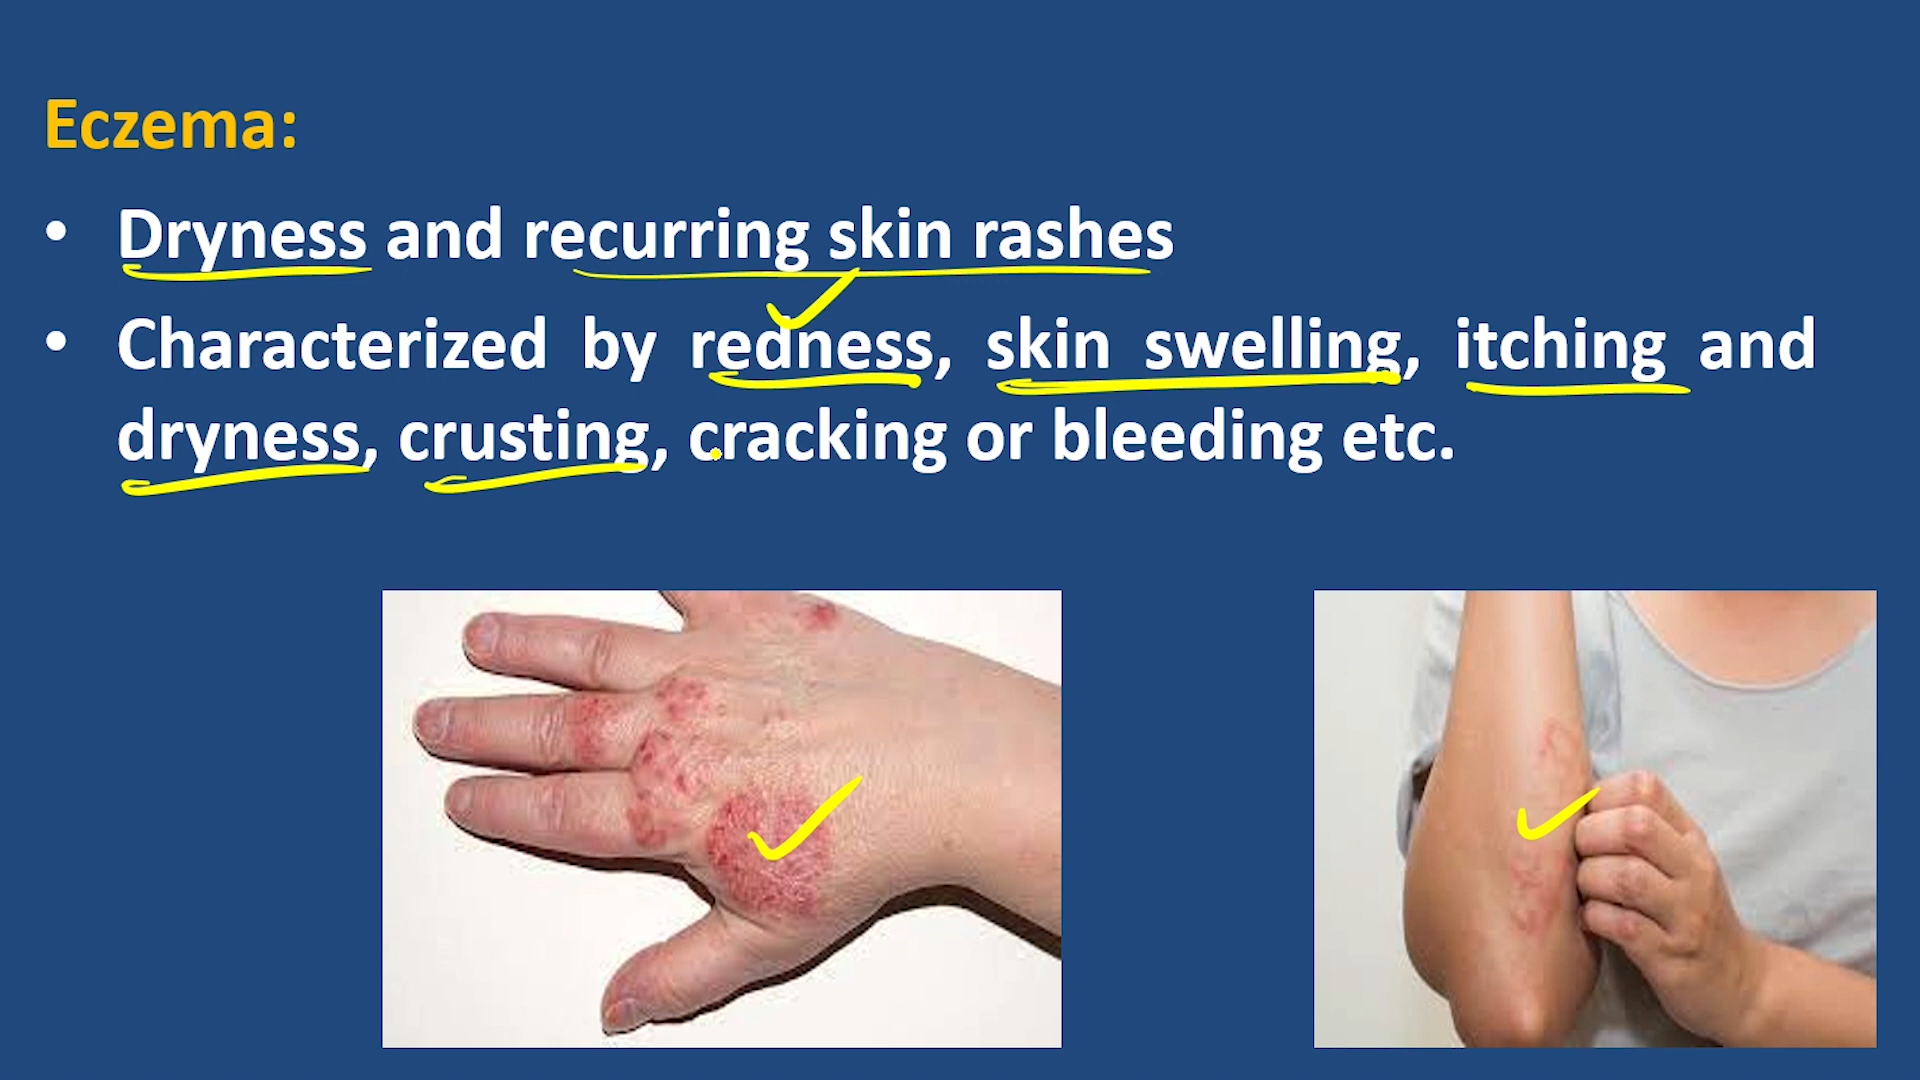 Eczema:
• Dryness and recurring skin rashes
• Characterized by redness, skin swelling, itching and
dryness, crusting, cracking or bleeding etc.